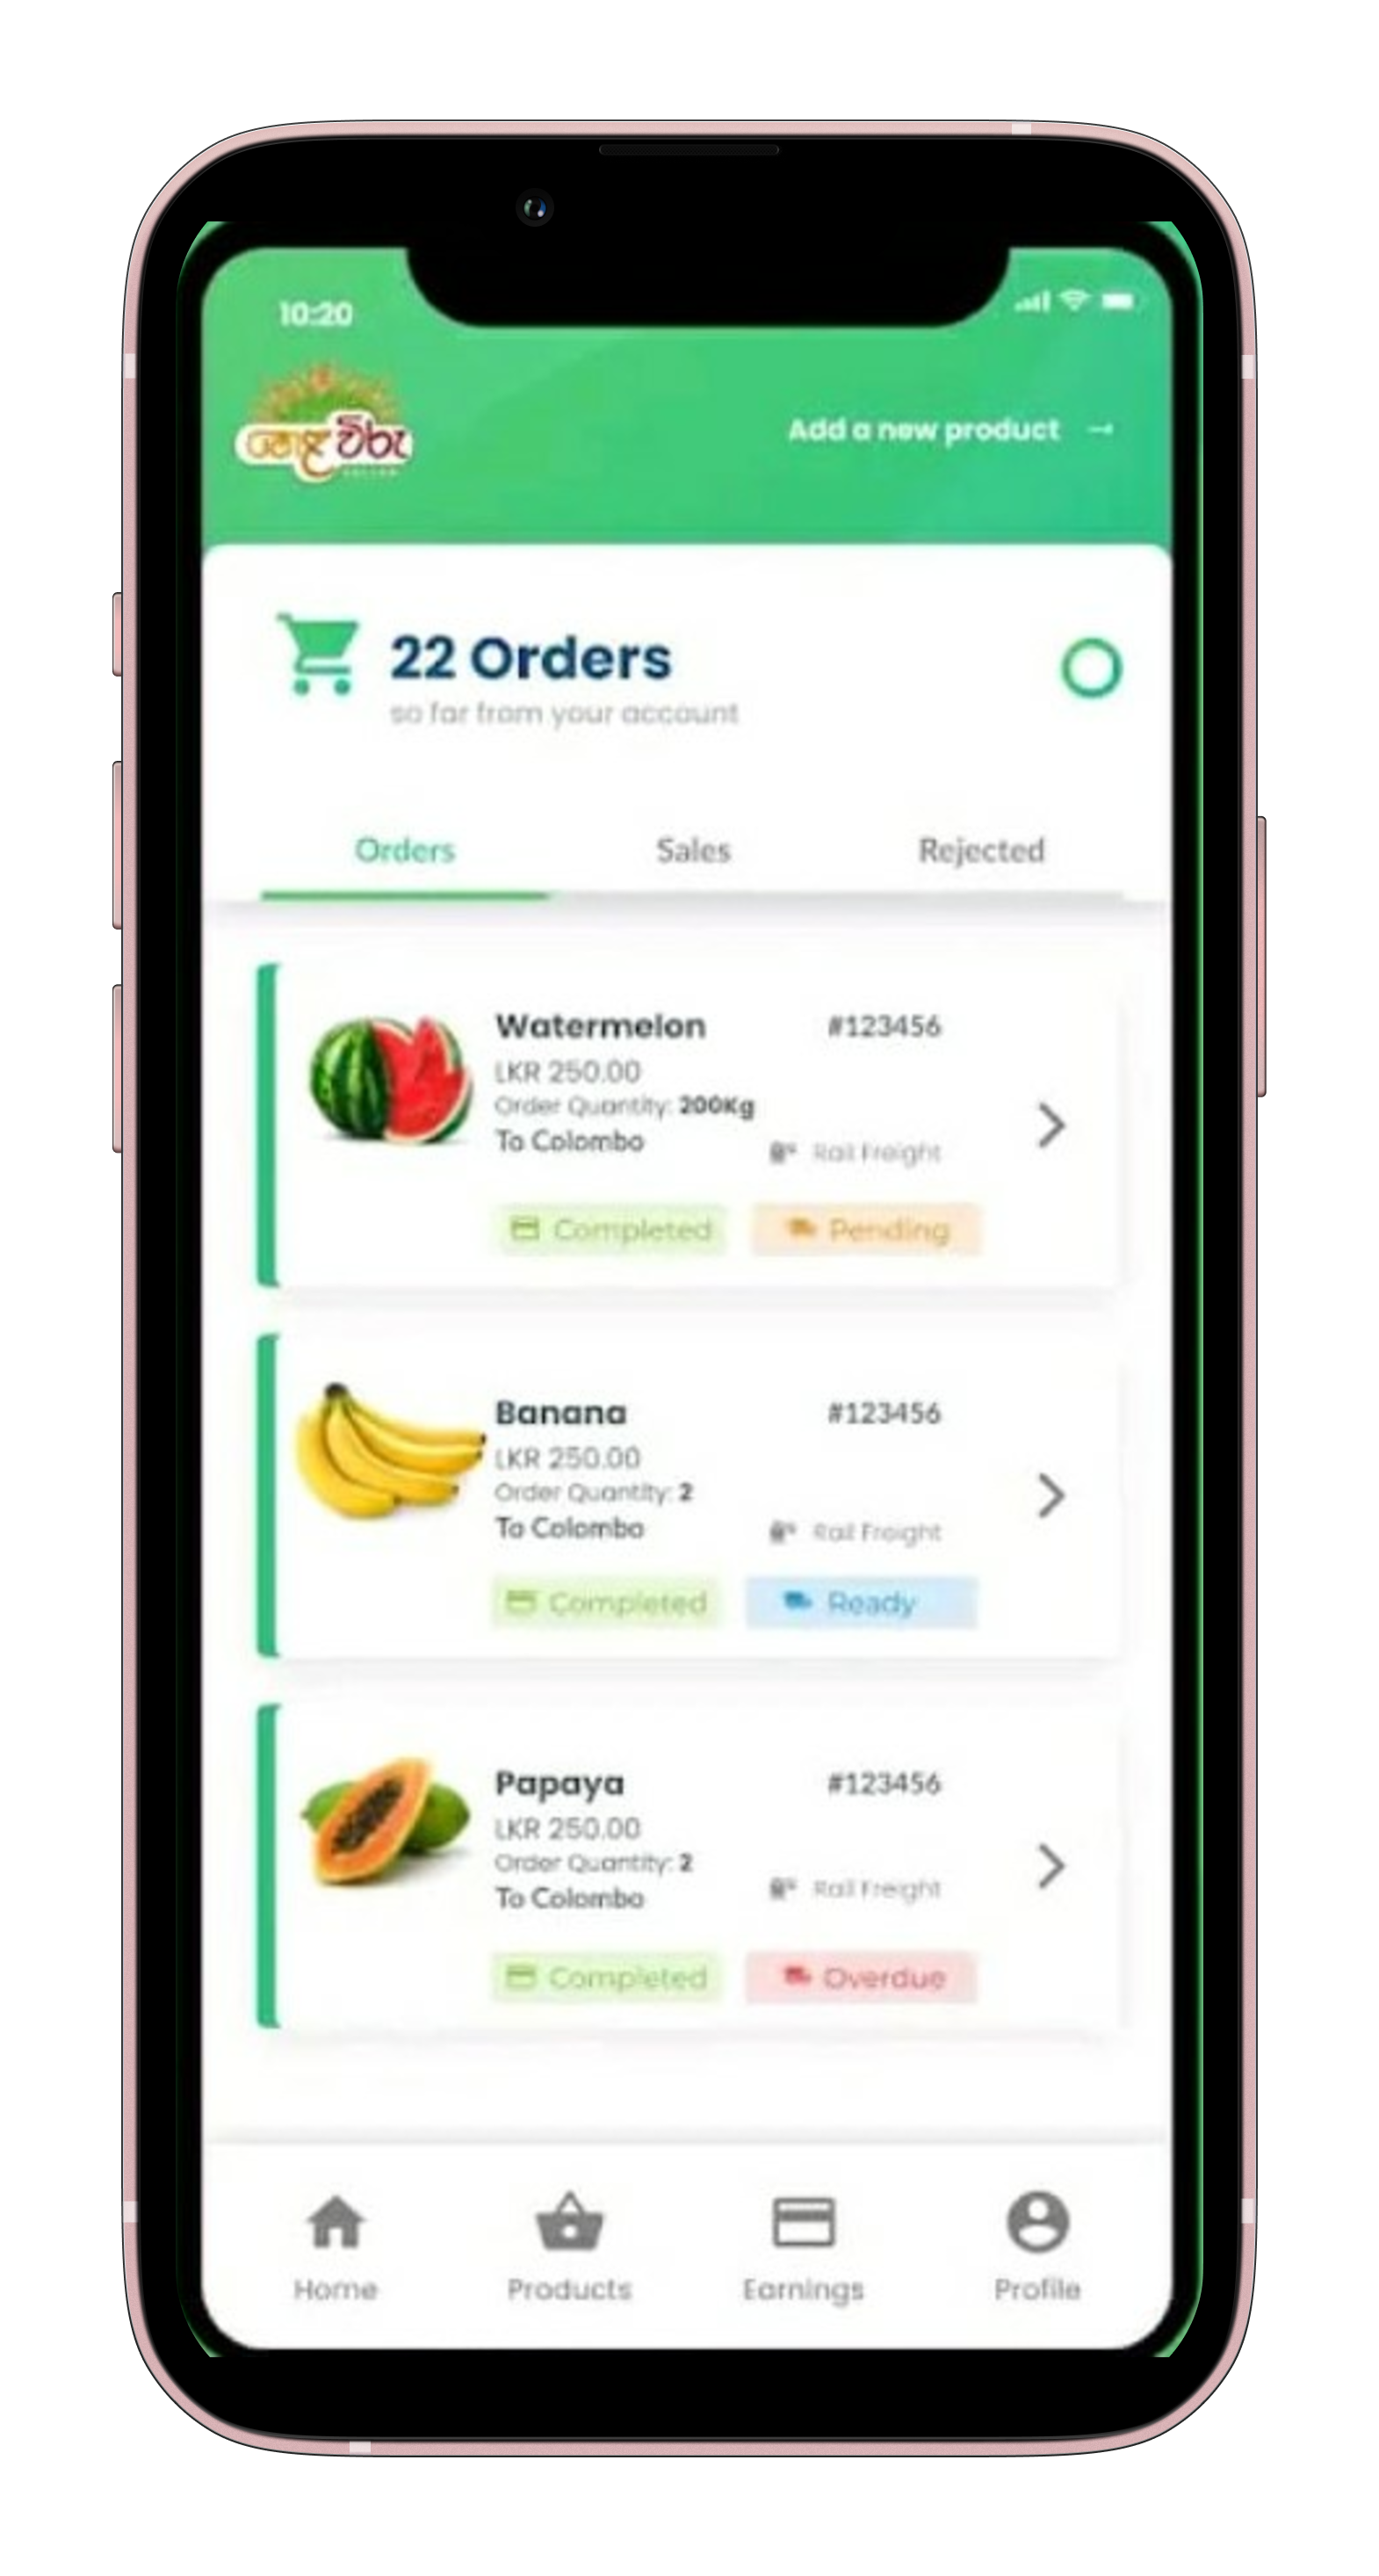 10:20
පොළ විරු
Add a new product →
22 Orders
so far from your account
Orders Sales Rejected
Watermelon #123456
LKR 250.00
Order Quantity: 200Kg
To Colombo Rail Freight
Completed Pending
Banana #123456
LKR 250.00
Order Quantity: 2
To Colombo Rail Freight
Completed Ready
Papaya #123456
LKR 250.00
Order Quantity: 2
To Colombo Rail Freight
Completed Overdue
Home Products Earnings Profile